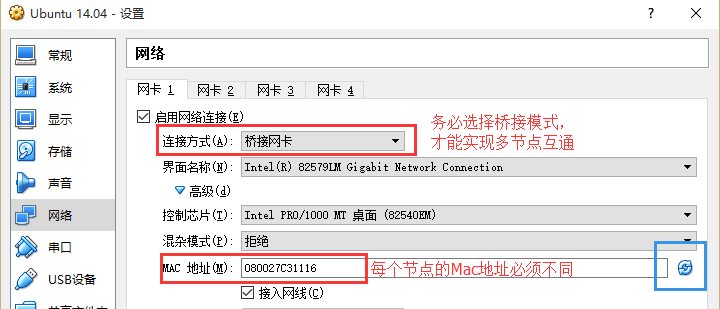 Ubuntu 14.04 - 设置
? ×
常规
系统
显示
存储
声音
网络
串口
USB设备
网络
网卡 1 网卡 2 网卡 3 网卡 4
启用网络连接(E)
连接方式(A): 桥接网卡
务必选择桥接模式，
才能实现多节点互通
界面名称(N): Intel(R) 82579LM Gigabit Network Connection
高级(d)
控制芯片(T): Intel PRO/1000 MT 桌面 (82540EM)
混杂模式(P): 拒绝
MAC 地址(M): 080027C31116 每个节点的Mac地址必须不同
接入网线(C)